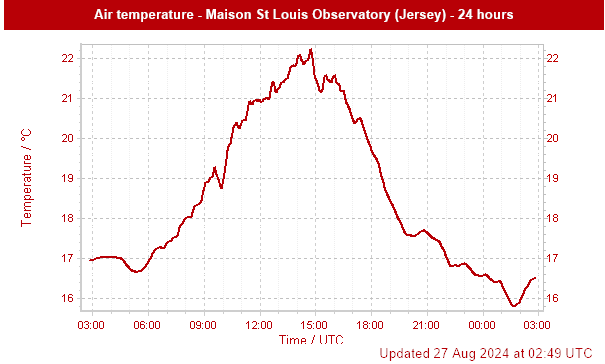 Air temperature - Maison St Louis Observatory (Jersey) - 24 hours
22 22
21 21
20 20
19 19
18 18
17 17
16 16
Temperature / °C
03:00 06:00 09:00 12:00 15:00 18:00 21:00 00:00 03:00
Time / UTC
Updated 27 Aug 2024 at 02:49 UTC